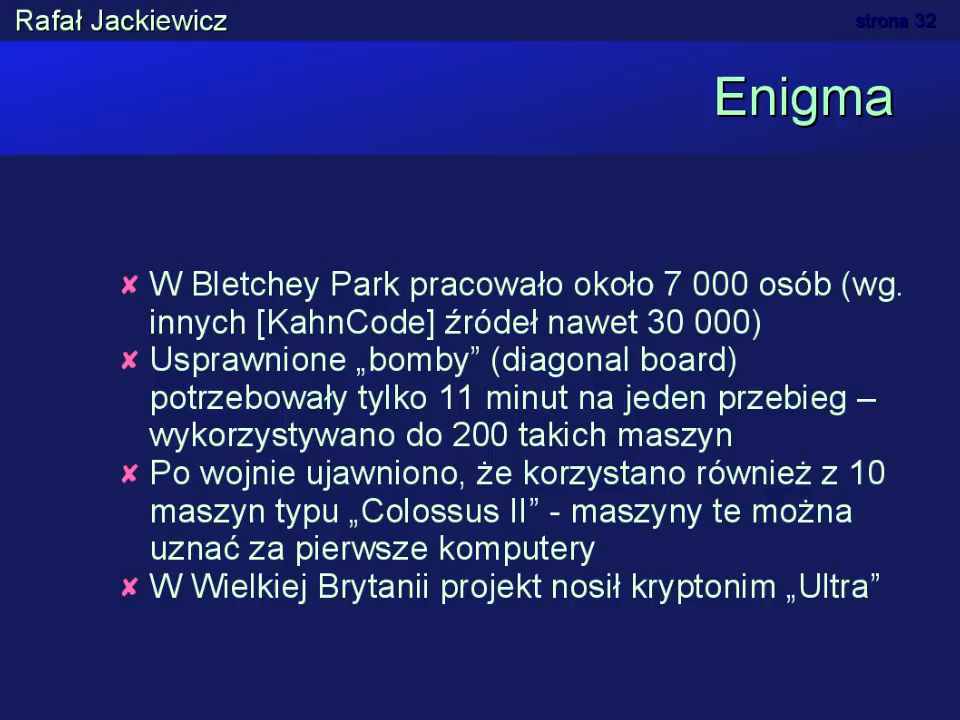 Rafał Jackiewicz
strona 32
Enigma
✘ W Bletchey Park pracowało około 7 000 osób (wg.
innych [KahnCode] źródeł nawet 30 000)
✘ Usprawnione „bomby” (diagonal board)
potrzebowały tylko 11 minut na jeden przebieg –
wykorzystywano do 200 takich maszyn
✘ Po wojnie ujawniono, że korzystano również z 10
maszyn typu „Colossus II” - maszyny te można
uznać za pierwsze komputery
✘ W Wielkiej Brytanii projekt nosił kryptonim „Ultra”